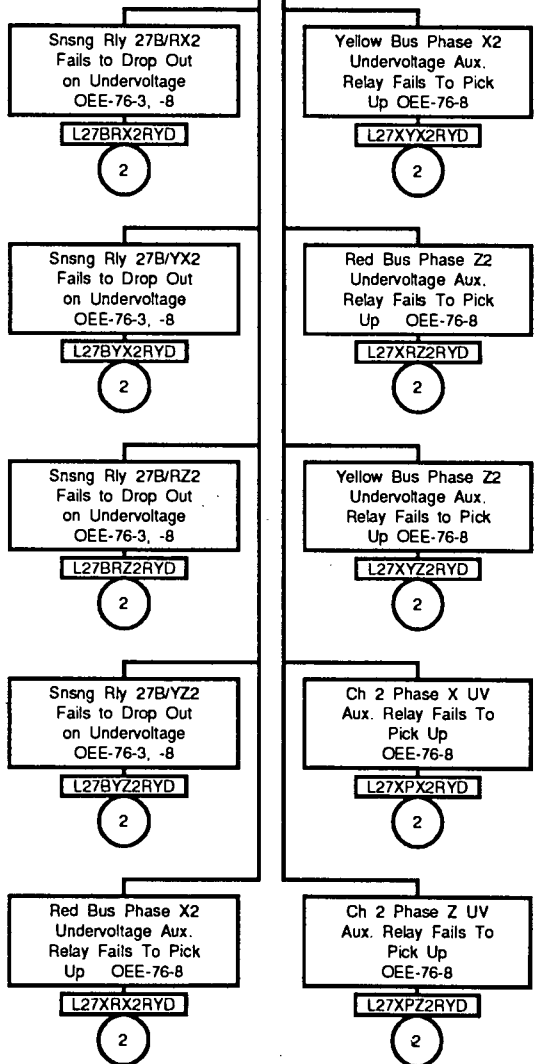 Snsng Rly 27B/RX2
Fails to Drop Out
on Undervoltage
OEE-76-3, -8
L27BRX2RYD
2
Snsng Rly 27B/YX2
Fails to Drop Out
on Undervoltage
OEE-76-3, -8
L27BYX2RYD
2
Snsng Rly 27B/RZ2
Fails to Drop Out
on Undervoltage
OEE-76-3, -8
L27BRZ2RYD
2
Snsng Rly 27B/YZ2
Fails to Drop Out
on Undervoltage
OEE-76-3, -8
L27BYZ2RYD
2
Red Bus Phase X2
Undervoltage Aux.
Relay Fails To Pick
Up OEE-76-8
L27XRX2RYD
2
Yellow Bus Phase X2
Undervoltage Aux.
Relay Fails To Pick
Up OEE-76-8
L27XYX2RYD
2
Red Bus Phase Z2
Undervoltage Aux.
Relay Fails To Pick
Up OEE-76-8
L27XRZ2RYD
2
Yellow Bus Phase Z2
Undervoltage Aux.
Relay Fails to Pick
Up OEE-76-8
L27XYZ2RYD
2
Ch 2 Phase X UV
Aux. Relay Fails To
Pick Up
OEE-76-8
L27XPX2RYD
2
Ch 2 Phase Z UV
Aux. Relay Fails To
Pick Up
OEE-76-8
L27XPZ2RYD
2